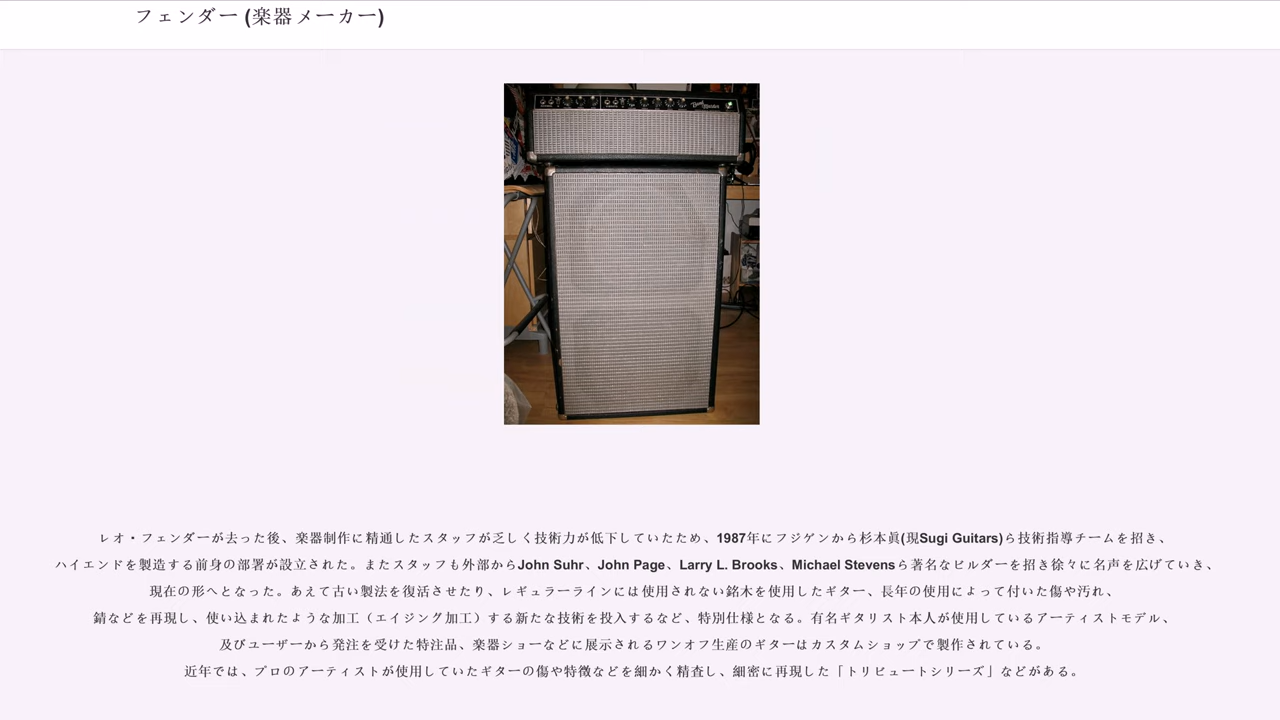 フェンダー (楽器メーカー)
Bassman
レオ・フェンダーが去った後、楽器制作に精通したスタッフが乏しく技術力が低下していたため、1987年にフジゲンから杉本眞(現Sugi Guitars)ら技術指導チームを招き、
ハイエンドを製造する前身の部署が設立された。またスタッフも外部からJohn Suhr、John Page、Larry L. Brooks、Michael Stevensら著名なビルダーを招き徐々に名声を広げていき、
現在の形へとなった。あえて古い製法を復活させたり、レギュラーラインには使用されない銘木を使用したギター、長年の使用によって付いた傷や汚れ、
錆などを再現し、使い込まれたような加工（エイジング加工）する新たな技術を投入するなど、特別仕様となる。有名ギタリスト本人が使用しているアーティストモデル、
及びユーザーから発注を受けた特注品、楽器ショーなどに展示されるワンオフ生産のギターはカスタムショップで製作されている。
近年では、プロのアーティストが使用していたギターの傷や特徴などを細かく精査し、細密に再現した「トリビュートシリーズ」などがある。